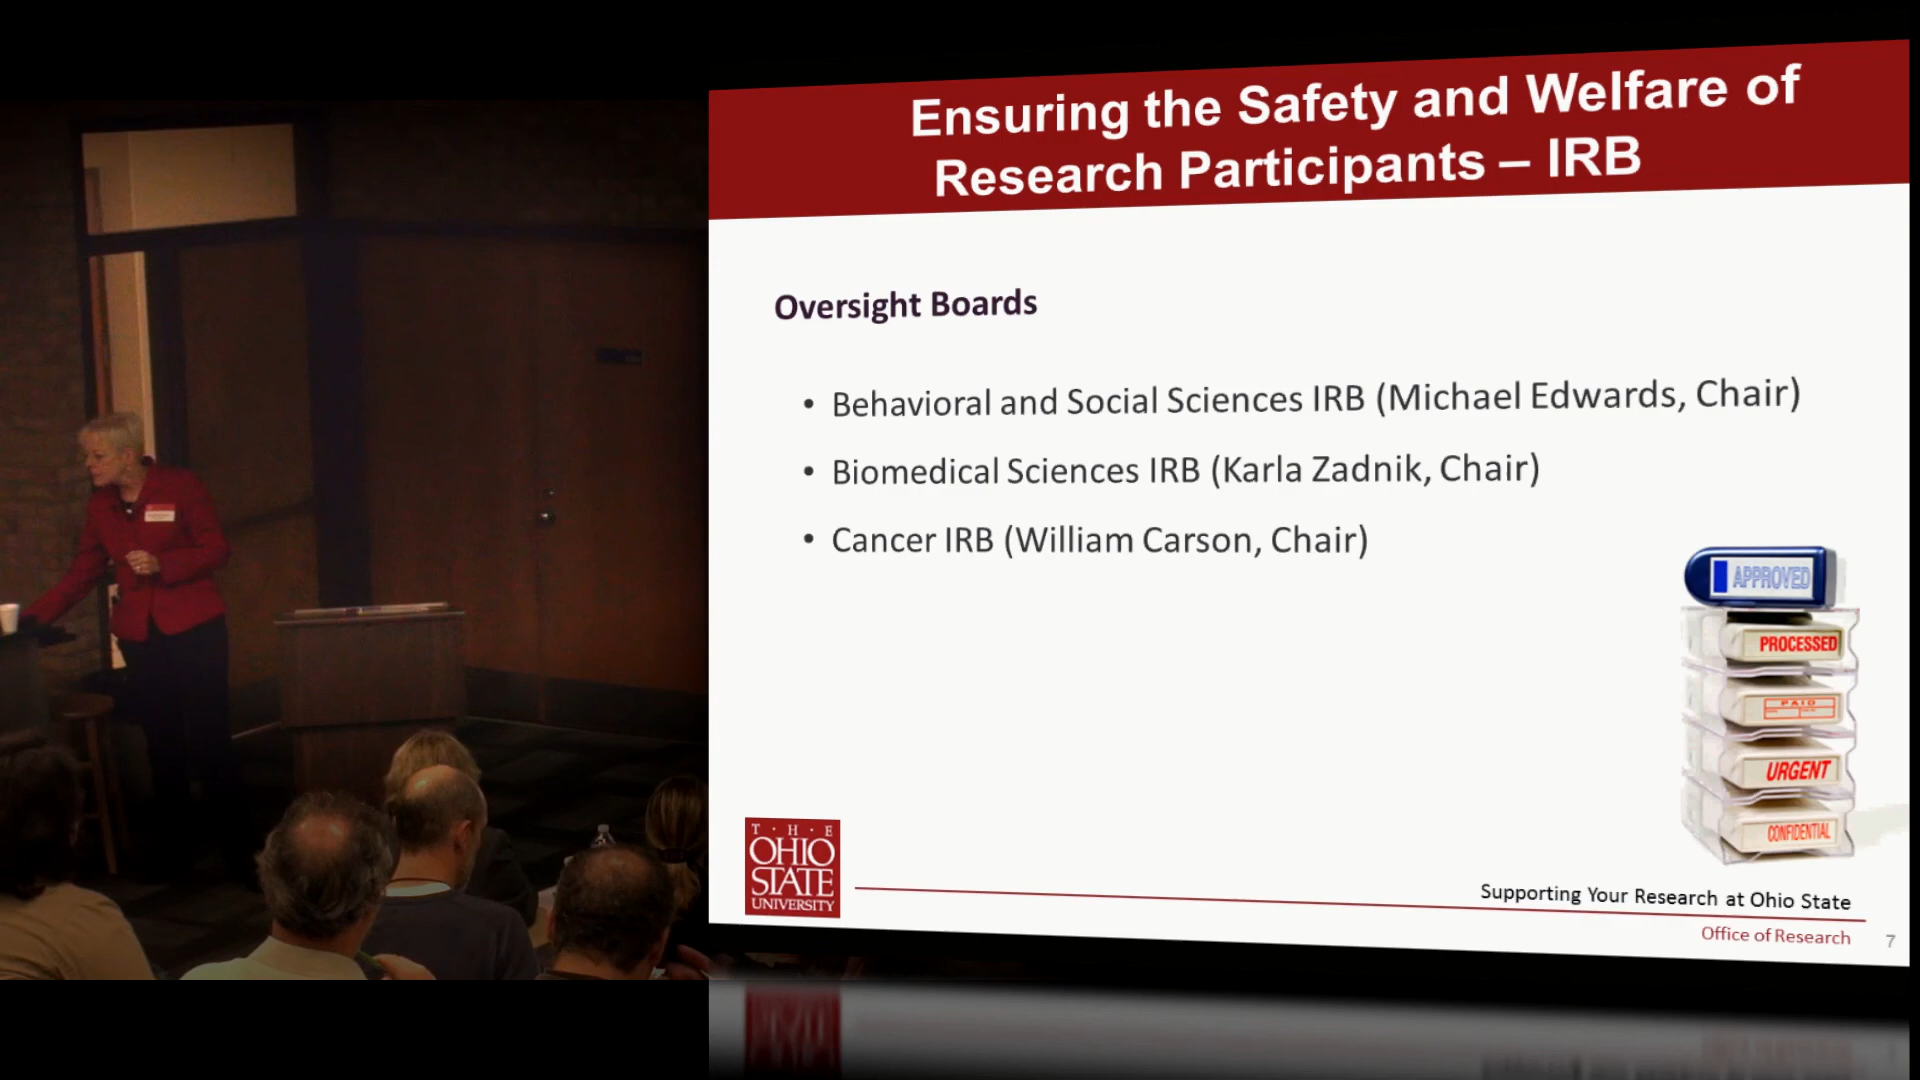 Ensuring the Safety and Welfare of
Research Participants – IRB
Oversight Boards
• Behavioral and Social Sciences IRB (Michael Edwards, Chair)
• Biomedical Sciences IRB (Karla Zadnik, Chair)
• Cancer IRB (William Carson, Chair)
APPROVED
PROCESSED
PAID
URGENT
CONFIDENTIAL
T · H · E
OHIO
STATE
UNIVERSITY
Supporting Your Research at Ohio State
Office of Research
7